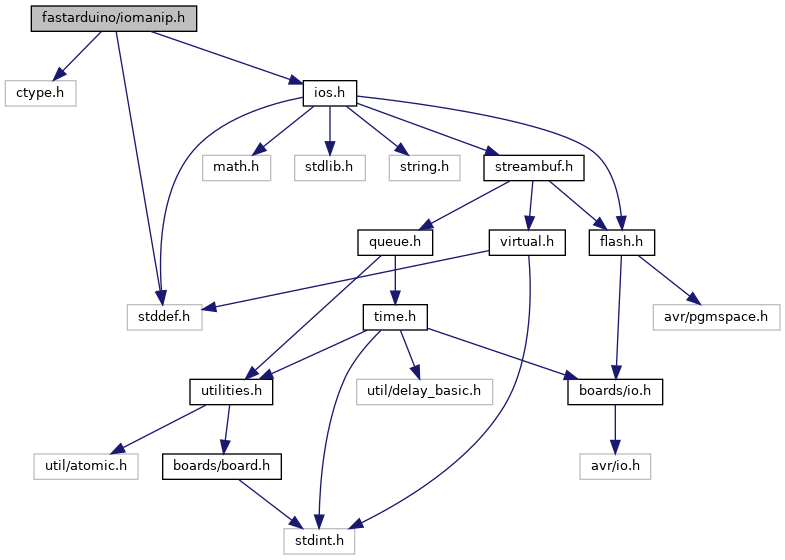 fastarduino/iomanip.h
ctype.h
ios.h
math.h
stdlib.h
string.h
streambuf.h
queue.h
virtual.h
flash.h
stddef.h
time.h
avr/pgmspace.h
utilities.h
util/delay_basic.h
boards/io.h
util/atomic.h
boards/board.h
avr/io.h
stdint.h